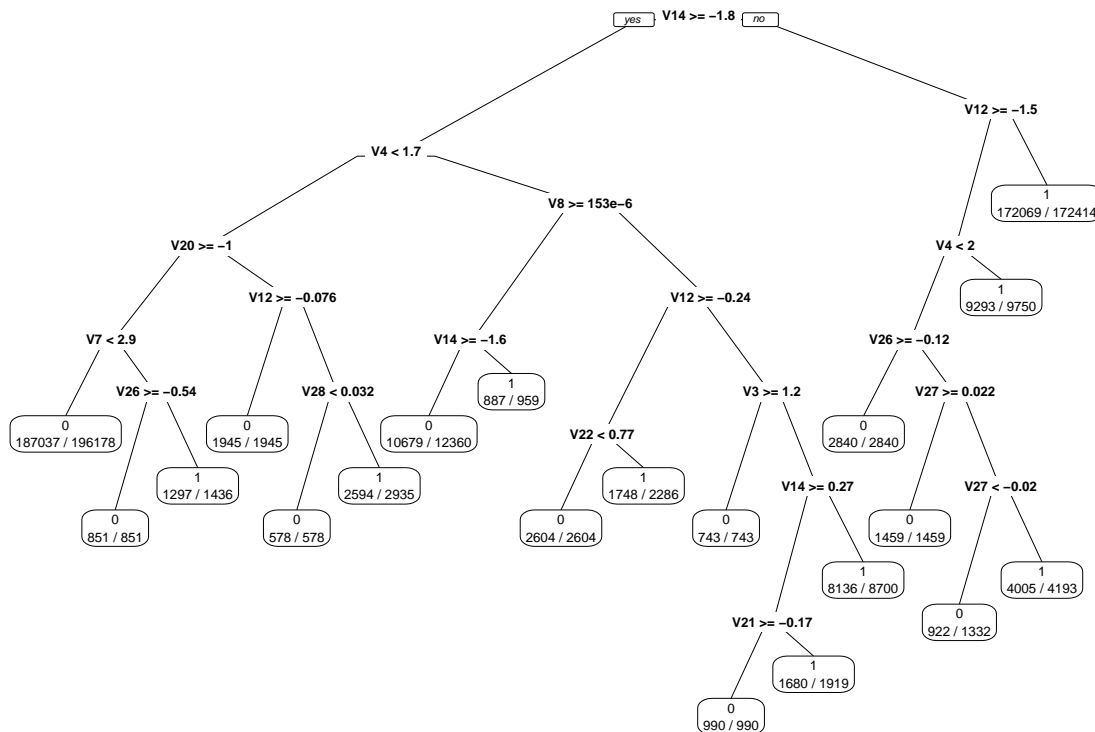 yes V14 >= −1.8 no
V12 >= −1.5
V4 < 1.7
1
172069 / 172414
V8 >= 153e−6
V20 >= −1
V4 < 2
1
9293 / 9750
V12 >= −0.076
V12 >= −0.24
V7 < 2.9
V14 >= −1.6
V26 >= −0.12
1
887 / 959
V26 >= −0.54
V28 < 0.032
V3 >= 1.2
V27 >= 0.022
0
187037 / 196178
0
1945 / 1945
0
10679 / 12360
0
2840 / 2840
V22 < 0.77
1
1297 / 1436
1
2594 / 2935
1
1748 / 2286
V14 >= 0.27
V27 < −0.02
0
851 / 851
0
578 / 578
0
2604 / 2604
0
743 / 743
0
1459 / 1459
1
8136 / 8700
1
4005 / 4193
0
922 / 1332
V21 >= −0.17
1
1680 / 1919
0
990 / 990